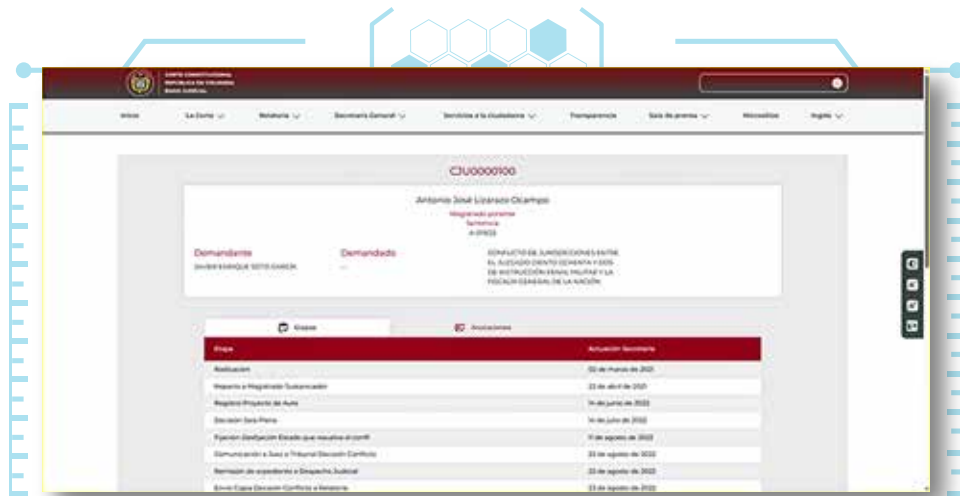 CORTE CONSTITUCIONAL
REPÚBLICA DE COLOMBIA
Inicio
La Corte
Relatoría
Secretaría General
Servicios a la ciudadanía
Transparencia
Sala de prensa
Micrositios
Inglés
CJU0000100
Antonio José Lizarazo Ocampo
Magistrado ponente
Sentencia
Demandante
JAVIER ENRIQUE SOTO GARCÍA
Demandado
---
CONFLICTO DE JURISDICCIONES ENTRE
EL JUZGADO CIENTO OCHENTA Y DOS
DE INSTRUCCIÓN PENAL MILITAR Y LA
FISCALÍA GENERAL DE LA NACIÓN.
Etapas
Anotaciones
Etapa
Actuación Secretaría
Radicación
02 de marzo de 2021
Reparto a Magistrado Sustanciador
22 de abril de 2021
Registro Proyecto de Auto
14 de junio de 2022
Decisión Sala Plena
14 de julio de 2022
Fijación Desfijación Estado que resuelve el confl
11 de agosto de 2022
Comunicación a Juez o Tribunal Decisión Conflicto
22 de agosto de 2022
Remisión de expediente a Despacho Judicial
22 de agosto de 2022
Envío Copia Decisión Conflicto a Relatoría
23 de agosto de 2022